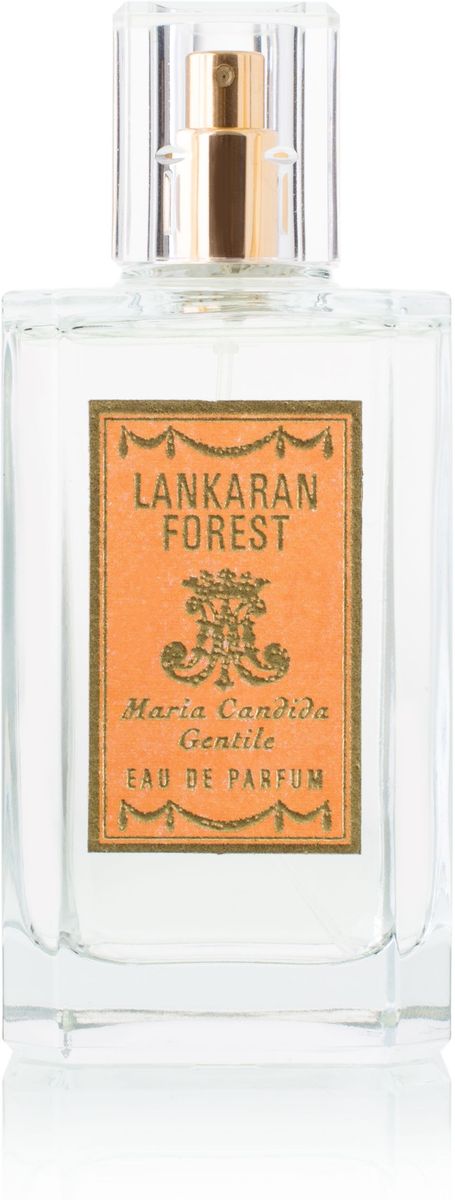 LANKARAN
FOREST
Maria Candida
Gentile
EAU DE PARFUM